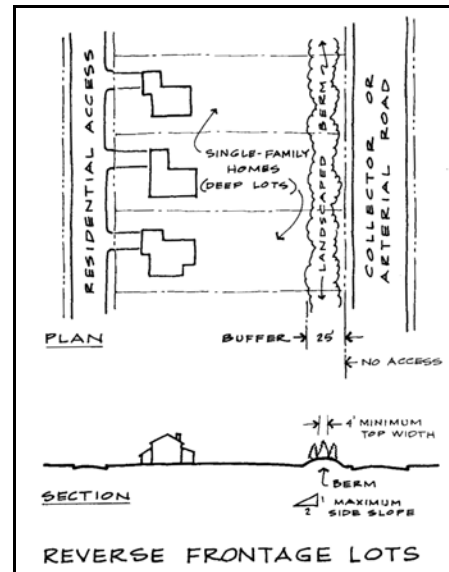 RESIDENTIAL ACCESS
SINGLE-FAMILY
HOMES
(DEEP LOTS)
LANDSCAPED BERM
COLLECTOR OR
ARTERIAL ROAD
PLAN
BUFFER
25'
NO ACCESS
4' MINIMUM
TOP WIDTH
BERM
1
2
MAXIMUM
SIDE SLOPE
SECTION
REVERSE FRONTAGE LOTS